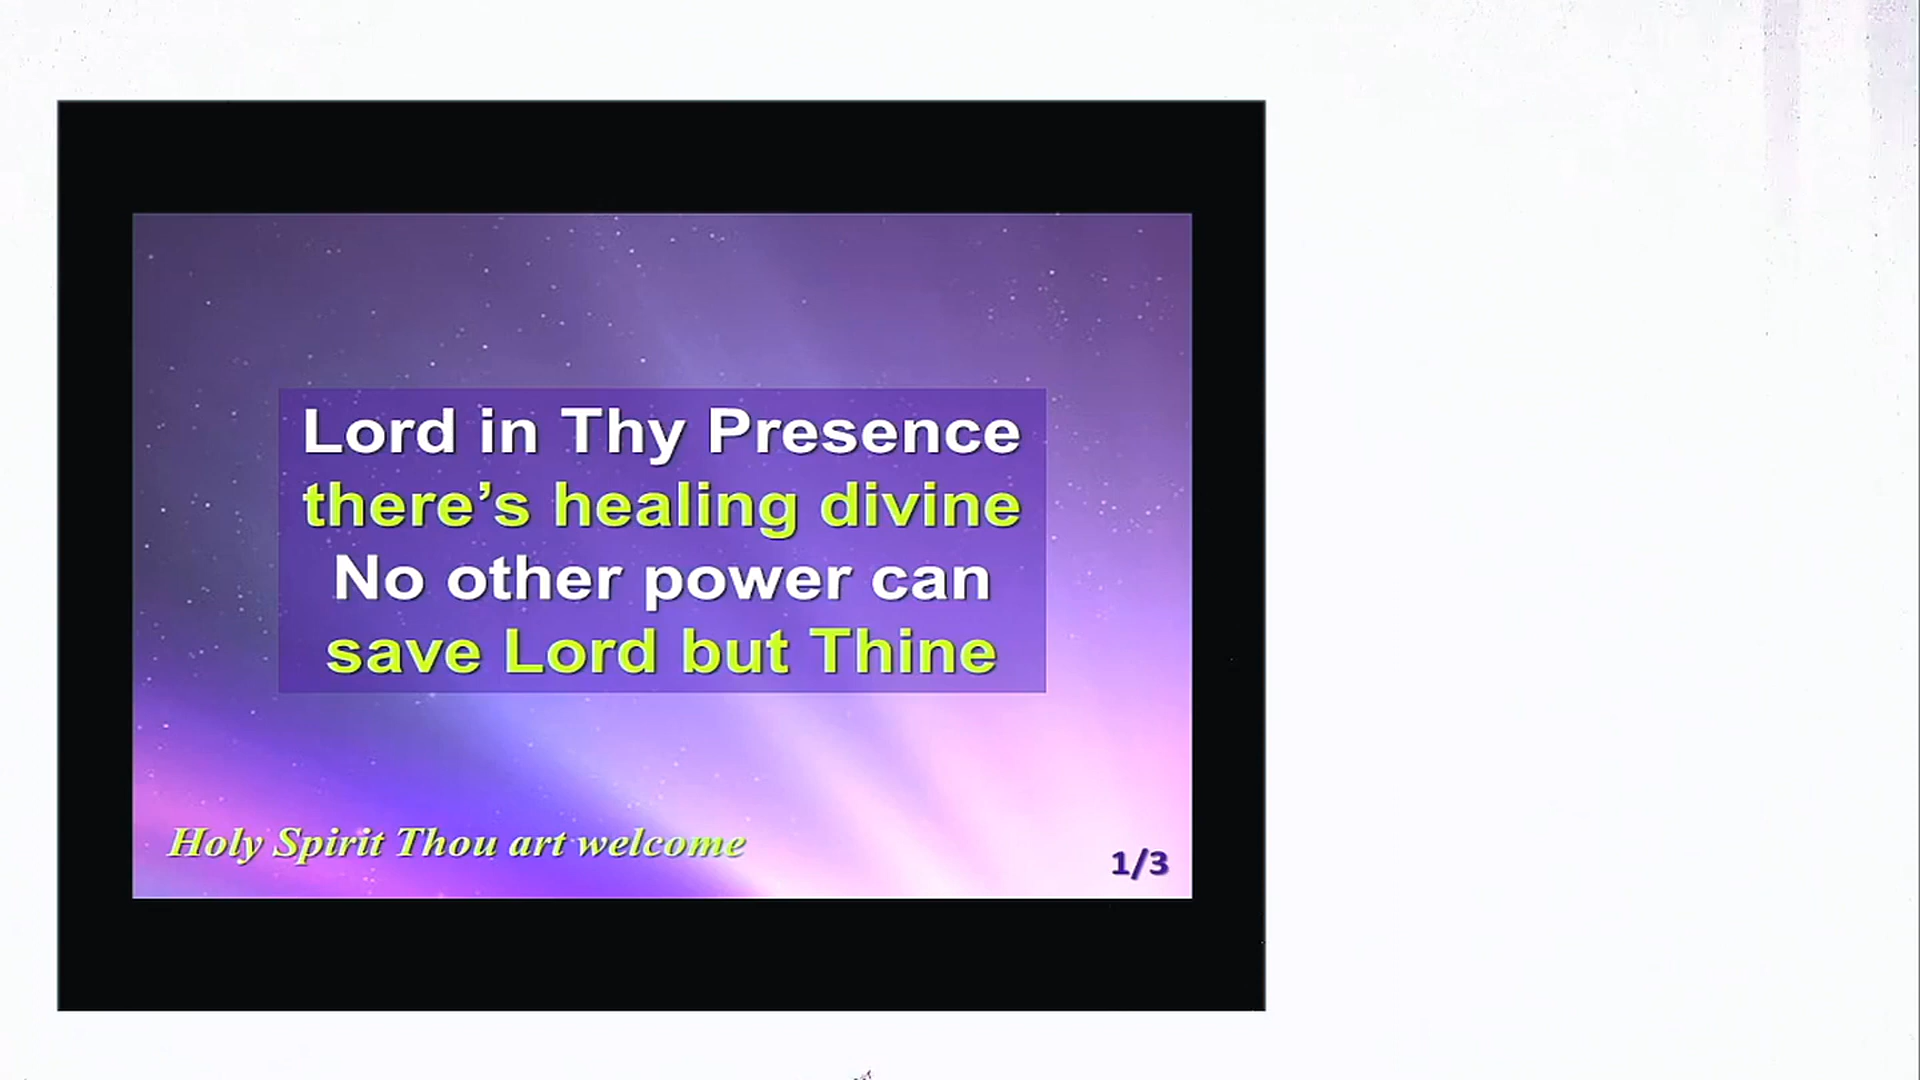 Lord in Thy Presence
there’s healing divine
No other power can
save Lord but Thine
Holy Spirit Thou art welcome
1/3